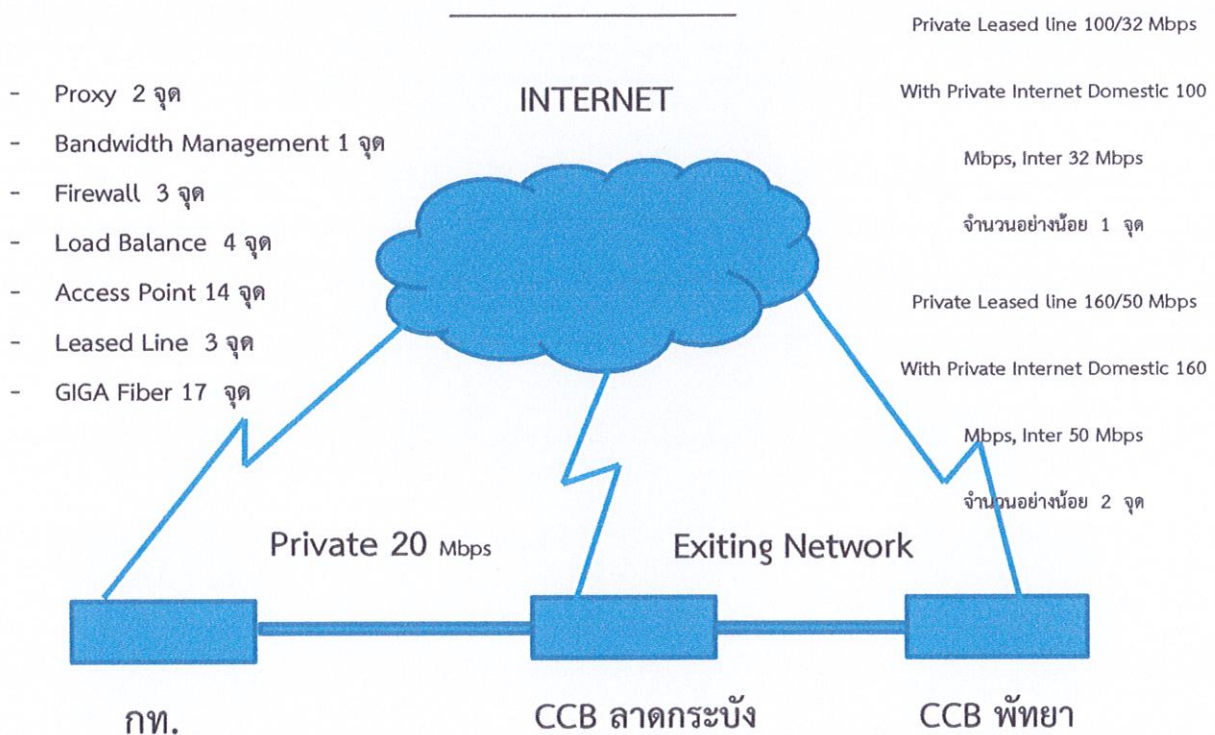 - Proxy 2 จุด
- Bandwidth Management 1 จุด
- Firewall 3 จุด
- Load Balance 4 จุด
- Access Point 14 จุด
- Leased Line 3 จุด
- GIGA Fiber 17 จุด
INTERNET
Private Leased line 100/32 Mbps
With Private Internet Domestic 100
Mbps, Inter 32 Mbps
จำนวนอย่างน้อย 1 จุด
Private Leased line 160/50 Mbps
With Private Internet Domestic 160
Mbps, Inter 50 Mbps
จำนวนอย่างน้อย 2 จุด
Private 20 Mbps
Exiting Network
กท.
CCB ลาดกระบัง
CCB พัทยา